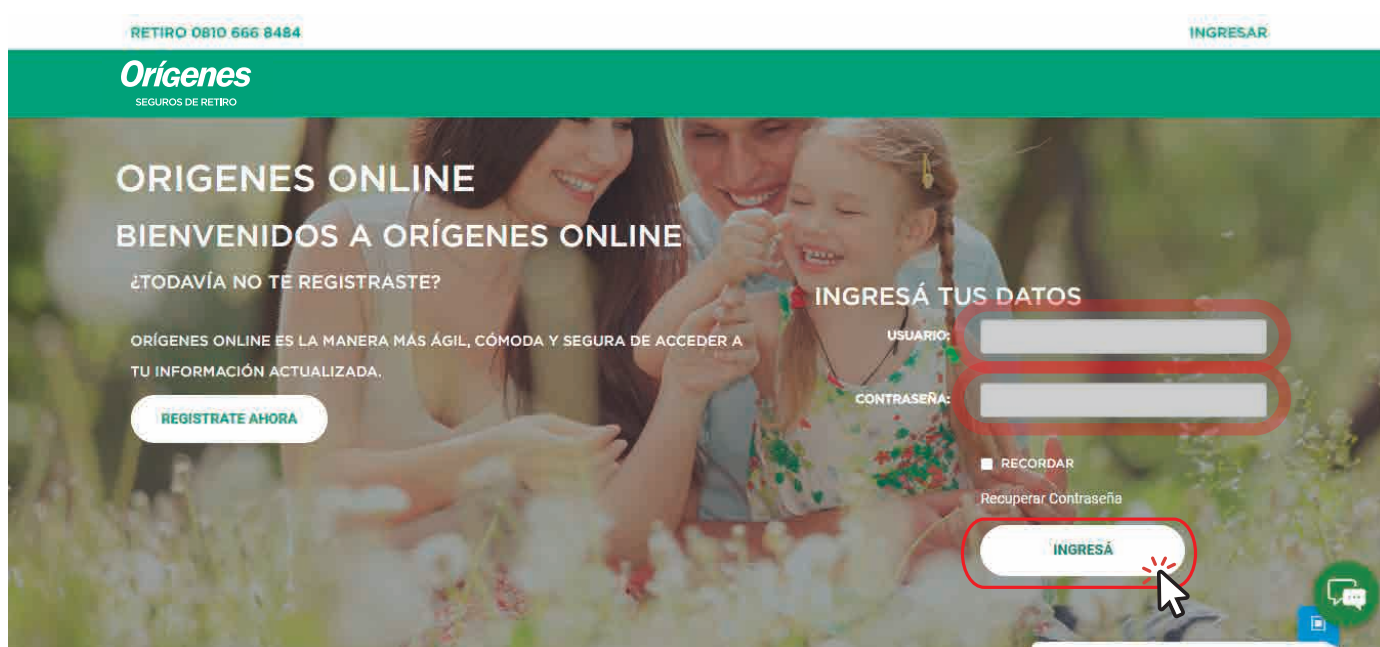 RETIRO 0810 666 8484
INGRESAR
Orígenes
SEGUROS DE RETIRO
ORIGENES ONLINE
BIENVENIDOS A ORÍGENES ONLINE
¿TODAVÍA NO TE REGISTRASTE?
ORÍGENES ONLINE ES LA MANERA MÁS ÁGIL, CÓMODA Y SEGURA DE ACCEDER A
TU INFORMACIÓN ACTUALIZADA.
REGISTRATE AHORA
INGRESÁ TUS DATOS
USUARIO:
CONTRASEÑA:
RECORDAR
Recuperar Contraseña
INGRESÁ